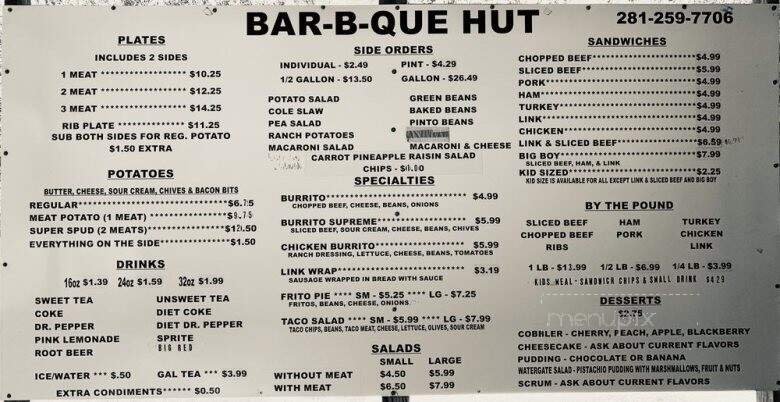 BAR-B-QUE HUT
281-259-7706
PLATES
INCLUDES 2 SIDES
1 MEAT ******************* $10.25
2 MEAT ******************* $12.25
3 MEAT ******************* $14.25
RIB PLATE *************** $11.25
SUB BOTH SIDES FOR REG. POTATO
$1.50 EXTRA
POTATOES
BUTTER, CHEESE, SOUR CREAM, CHIVES & BACON BITS
REGULAR**************************$6.75
MEAT POTATO (1 MEAT) ***************$9.75
SUPER SPUD (2 MEATS)***************$12.50
EVERYTHING ON THE SIDE************$1.50
DRINKS
16oz $1.39 24oz $1.59 32oz $1.99
SWEET TEA UNSWEET TEA
COKE DIET COKE
DR. PEPPER DIET DR. PEPPER
PINK LEMONADE SPRITE
ROOT BEER BIG RED
ICE/WATER *** $.50 GAL TEA *** $3.99
EXTRA CONDIMENTS****** $0.50
SIDE ORDERS
INDIVIDUAL - $2.49 PINT - $4.29
1/2 GALLON - $13.50 GALLON - $26.49
POTATO SALAD GREEN BEANS
COLE SLAW BAKED BEANS
PEA SALAD PINTO BEANS
RANCH POTATOES
MACARONI SALAD MACARONI & CHEESE
CARROT PINEAPPLE RAISIN SALAD
CHIPS -
SPECIALTIES
BURRITO******************************** $4.99
CHOPPED BEEF, CHEESE, BEANS, ONIONS
BURRITO SUPREME******************** $5.99
SLICED BEEF, SOUR CREAM, CHEESE, BEANS, CHIVES
CHICKEN BURRITO******************** $5.99
RANCH DRESSING, LETTUCE, CHEESE, BEANS, TOMATOES
LINK WRAP**************************** $3.19
SAUSAGE WRAPPED IN BREAD WITH SAUCE
FRITO PIE **** SM - $5.25 **** LG - $7.25
FRITOS, BEANS, CHEESE, ONIONS
TACO SALAD **** SM - $5.99 **** LG - $7.99
TACO CHIPS, BEANS, TACO MEAT, CHEESE, LETTUCE, OLIVES, SOUR CREAM
SALADS
SMALL LARGE
WITHOUT MEAT $4.50 $5.99
WITH MEAT $6.50 $7.99
SANDWICHES
CHOPPED BEEF**********************$4.99
SLICED BEEF************************$5.99
PORK*******************************$4.99
HAM********************************$4.99
TURKEY*****************************$4.99
LINK********************************$4.99
CHICKEN****************************$4.99
LINK & SLICED BEEF*****************$6.59
BIG BOY****************************$7.99
SLICED BEEF, HAM, & LINK
KID SIZED**************************$2.25
KID SIZE IS AVAILABLE FOR ALL EXCEPT LINK & SLICED BEEF AND BIG BOY
BY THE POUND
SLICED BEEF HAM TURKEY
CHOPPED BEEF PORK CHICKEN
RIBS LINK
1 LB - $13.99 1/2 LB - $6.99 1/4 LB - $3.99
KIDS MEAL - SANDWICH CHIPS & SMALL DRINK $4.29
DESSERTS
$2.75
menupix
COBBLER - CHERRY, PEACH, APPLE, BLACKBERRY
CHEESECAKE - ASK ABOUT CURRENT FLAVORS
PUDDING - CHOCOLATE OR BANANA
WATERGATE SALAD - PISTACHIO PUDDING WITH MARSHMALLOWS, FRUIT & NUTS
SCRUM - ASK ABOUT CURRENT FLAVORS